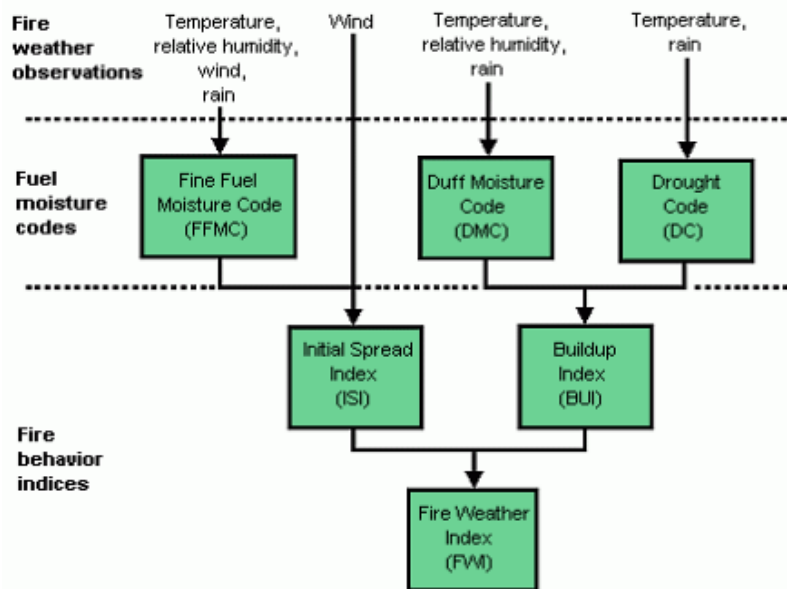 Fire
weather
observations
Temperature,
relative humidity,
wind,
rain
Wind
Temperature,
relative humidity,
rain
Temperature,
rain
Fuel
moisture
codes
Fine Fuel
Moisture Code
(FFMC)
Duff Moisture
Code
(DMC)
Drought
Code
(DC)
Fire
behavior
indices
Initial Spread
Index
(ISI)
Buildup
Index
(BUI)
Fire Weather
Index
(FWI)